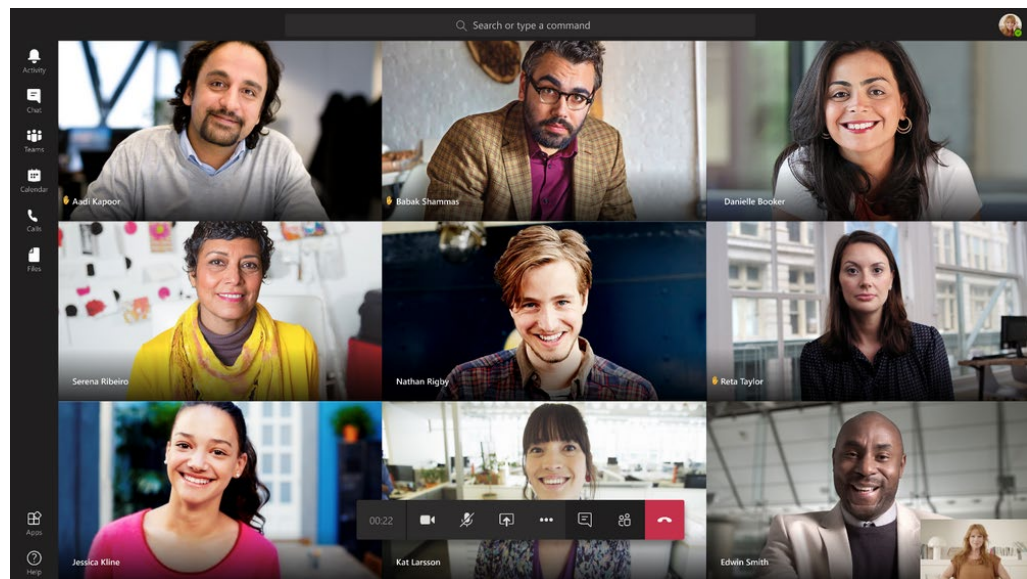 Search or type a command
Activity
Chat
Teams
Calendar
Calls
Files
Aadi Kapoor
Babak Shammas
Danielle Booker
Serena Ribeiro
Nathan Rigby
Reta Taylor
00:22
Jessica Kline
Kat Larsson
Edwin Smith
Apps
Help